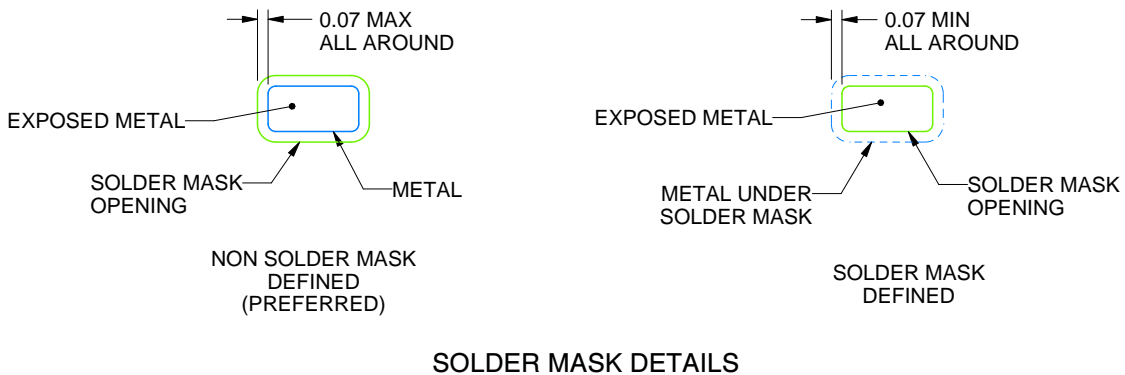 0.07 MAX
ALL AROUND
EXPOSED METAL
SOLDER MASK
OPENING
METAL
NON SOLDER MASK
DEFINED
(PREFERRED)
0.07 MIN
ALL AROUND
EXPOSED METAL
METAL UNDER
SOLDER MASK
SOLDER MASK
OPENING
SOLDER MASK
DEFINED
SOLDER MASK DETAILS